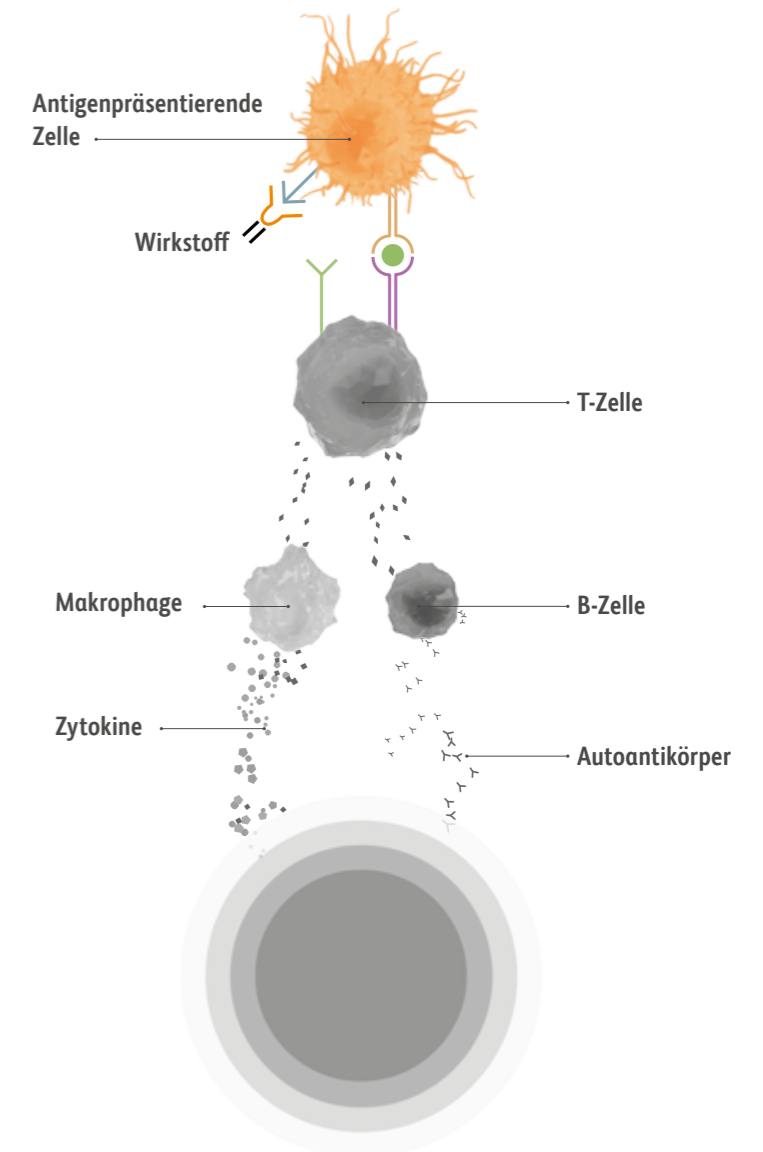 Antigenpräsentierende
Zelle
Wirkstoff
T-Zelle
Makrophage
B-Zelle
Zytokine
Autoantikörper